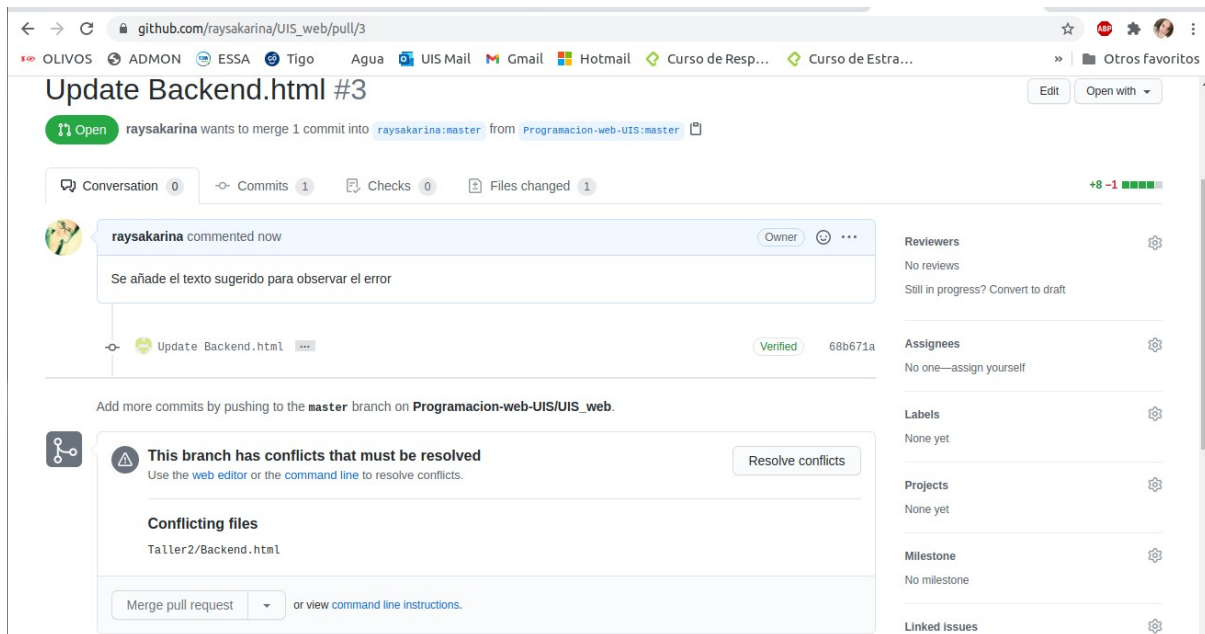 github.com/raysakarina/UIS_web/pull/3
ABP
OLIVOS ADMON ESSA Tigo Agua UIS Mail Gmail Hotmail Curso de Resp... Curso de Estra... » Otros favoritos
Update Backend.html #3
Edit Open with
Open raysakarina wants to merge 1 commit into raysakarina:master from Programacion-web-UIS:master
Conversation 0 Commits 1 Checks 0 Files changed 1 +8 −1
raysakarina commented now Owner ...
Se añade el texto sugerido para observar el error
Update Backend.html ... Verified 68b671a
Add more commits by pushing to the master branch on Programacion-web-UIS/UIS_web.
This branch has conflicts that must be resolved
Use the web editor or the command line to resolve conflicts.
Resolve conflicts
Conflicting files
Taller2/Backend.html
Merge pull request or view command line instructions.
Reviewers
No reviews
Still in progress? Convert to draft
Assignees
No one—assign yourself
Labels
None yet
Projects
None yet
Milestone
No milestone
Linked issues